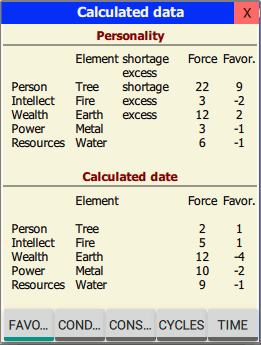 Calculated data X
Personality
Element shortage Force Favor.
excess
Person Tree shortage 22 9
Intellect Fire excess 3 -2
Wealth Earth excess 12 2
Power Metal 3 -1
Resources Water 6 -1
Calculated date
Element Force Favor.
Person Tree 2 1
Intellect Fire 5 1
Wealth Earth 12 -4
Power Metal 10 -2
Resources Water 9 -1
FAVO... COND... CONS... CYCLES TIME